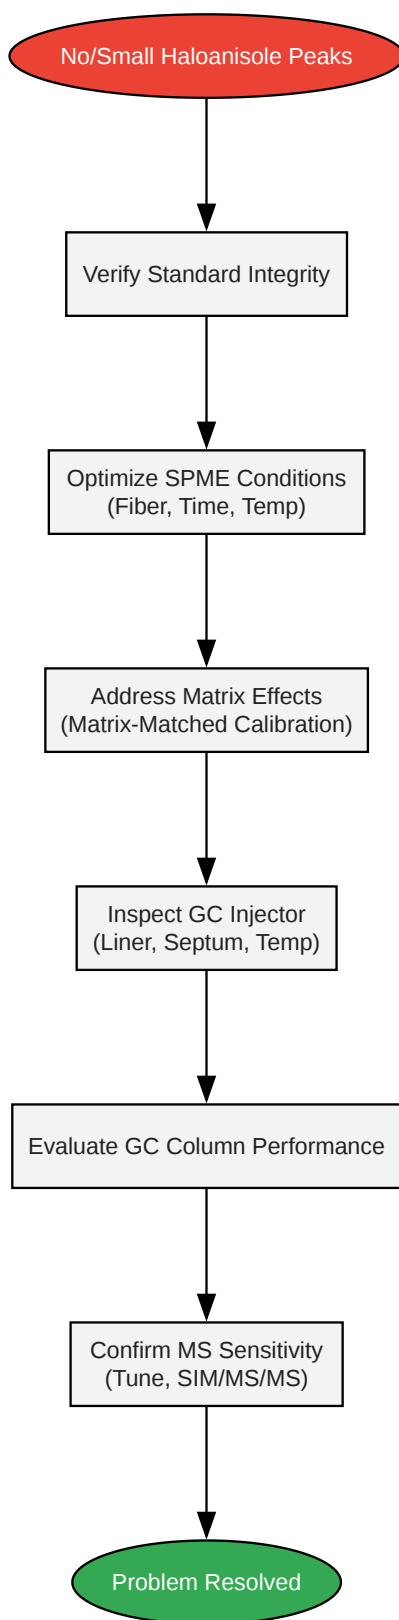 No/Small Haloanisole Peaks
Verify Standard Integrity
Optimize SPME Conditions
(Fiber, Time, Temp)
Address Matrix Effects
(Matrix-Matched Calibration)
Inspect GC Injector
(Liner, Septum, Temp)
Evaluate GC Column Performance
Confirm MS Sensitivity
(Tune, SIM/MS/MS)
Problem Resolved